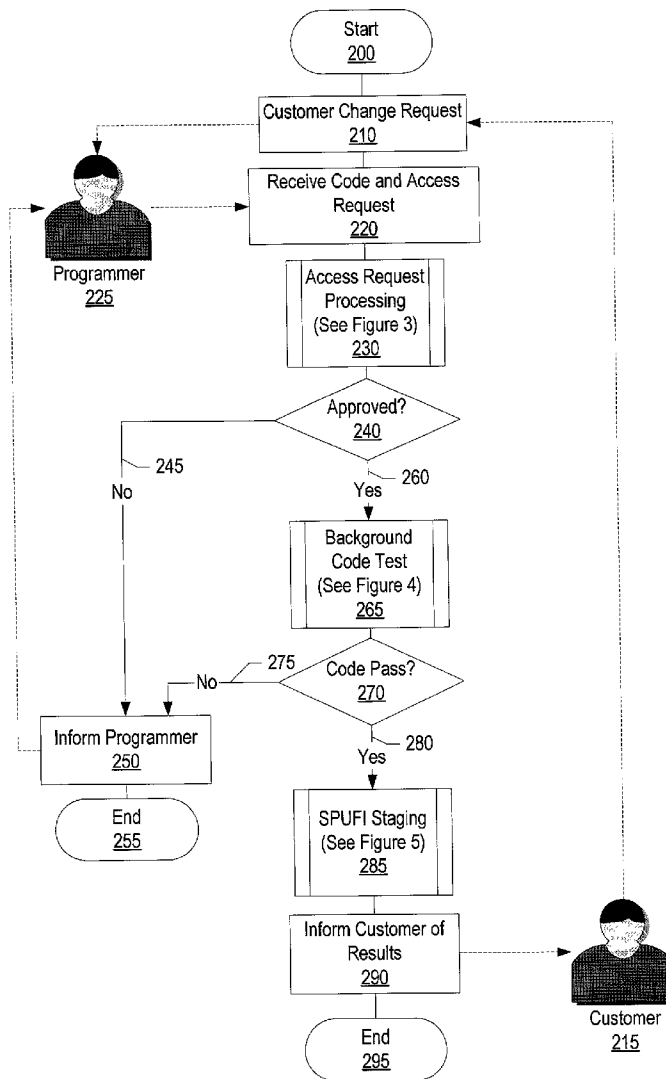 Start
200
Customer Change Request
210
Receive Code and Access
Request
220
Programmer
225
Access Request
Processing
(See Figure 3)
230
Approved?
240
245
No
260
Yes
Background
Code Test
(See Figure 4)
265
Code Pass?
270
275
No
280
Yes
Inform Programmer
250
End
255
SPUFI Staging
(See Figure 5)
285
Inform Customer of
Results
290
End
295
Customer
215